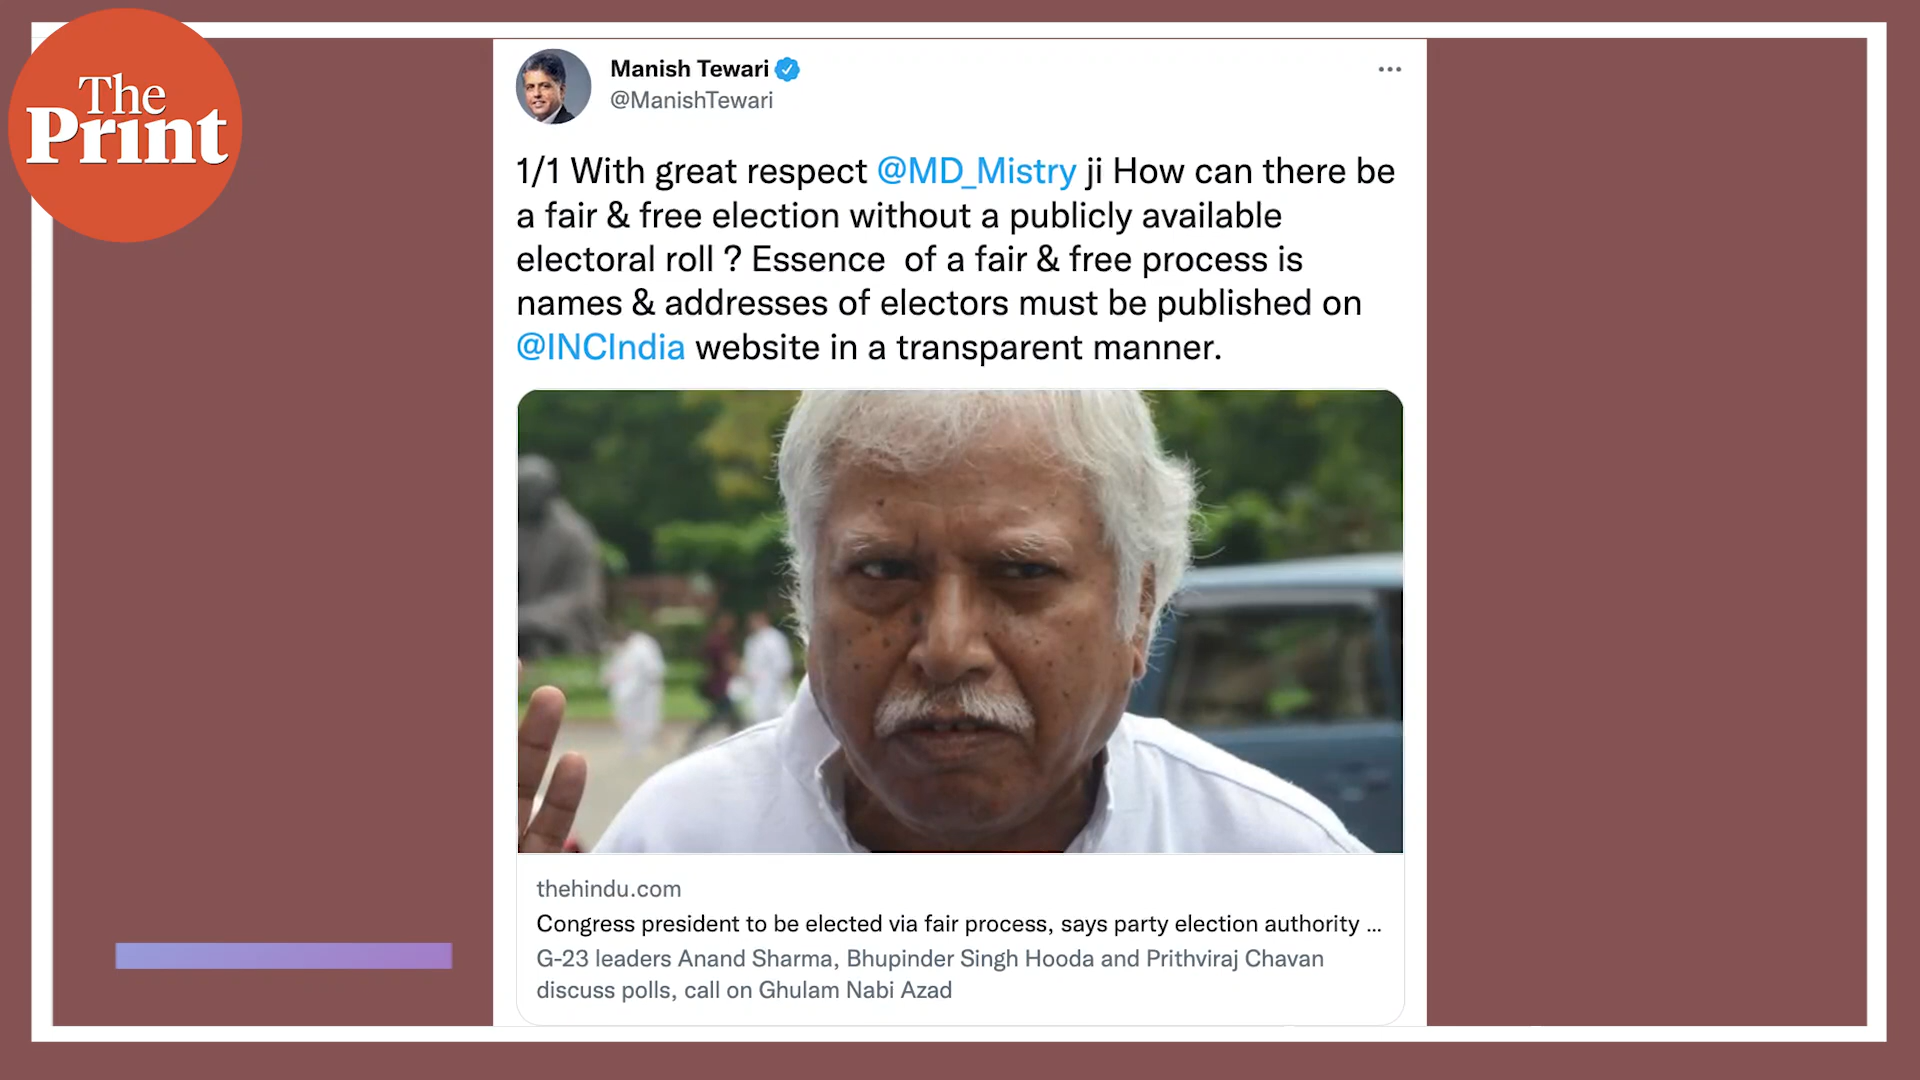 The
Print
Manish Tewari
@ManishTewari
1/1 With great respect @MD_Mistry ji How can there be
a fair & free election without a publicly available
electoral roll ? Essence  of a fair & free process is
names & addresses of electors must be published on
@INCIndia website in a transparent manner.
thehindu.com
Congress president to be elected via fair process, says party election authority ...
G-23 leaders Anand Sharma, Bhupinder Singh Hooda and Prithviraj Chavan
discuss polls, call on Ghulam Nabi Azad